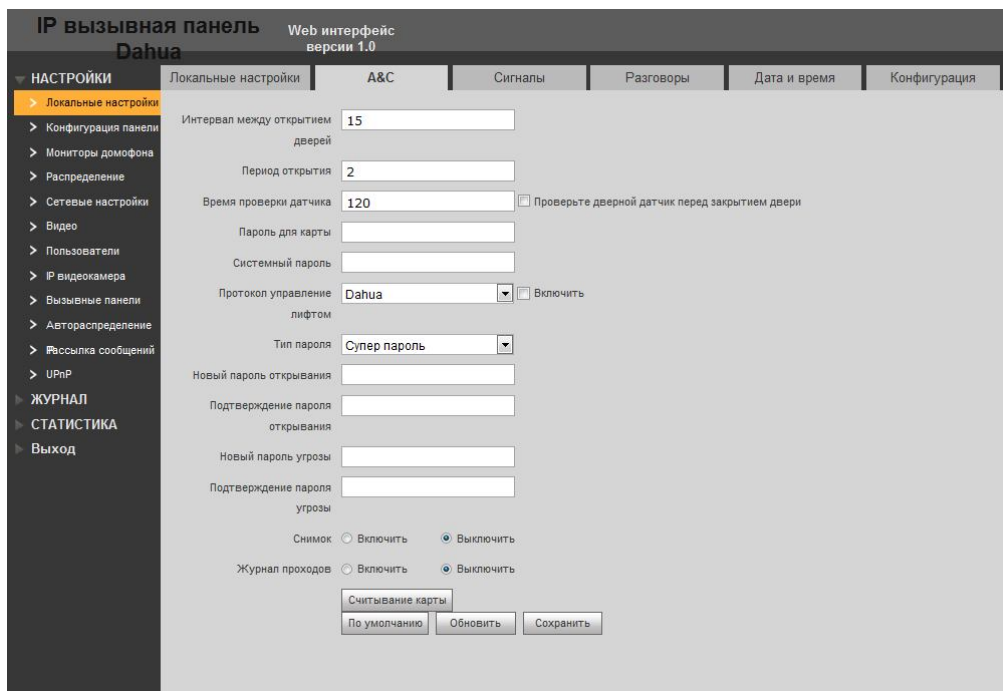 IP вызывная панель
Dahua
Web интерфейс
версии 1.0
НАСТРОЙКИ
Локальные настройки
Конфигурация панели
Мониторы домофона
Распределение
Сетевые настройки
Видео
Пользователи
IP видеокамера
Вызывные панели
Автораспределение
Рассылка сообщений
UPnP
ЖУРНАЛ
СТАТИСТИКА
Выход
Локальные настройки A&C Сигналы Разговоры Дата и время Конфигурация
Интервал между открытием
дверей 15
Период открытия 2
Время проверки датчика 120 Проверьте дверной датчик перед закрытием двери
Пароль для карты
Системный пароль
Протокол управление
лифтом Dahua Включить
Тип пароля Супер пароль
Новый пароль открывания
Подтверждение пароля
открывания
Новый пароль угрозы
Подтверждение пароля
угрозы
Снимок Включить Выключить
Журнал проходов Включить Выключить
Считывание карты
По умолчанию Обновить Сохранить